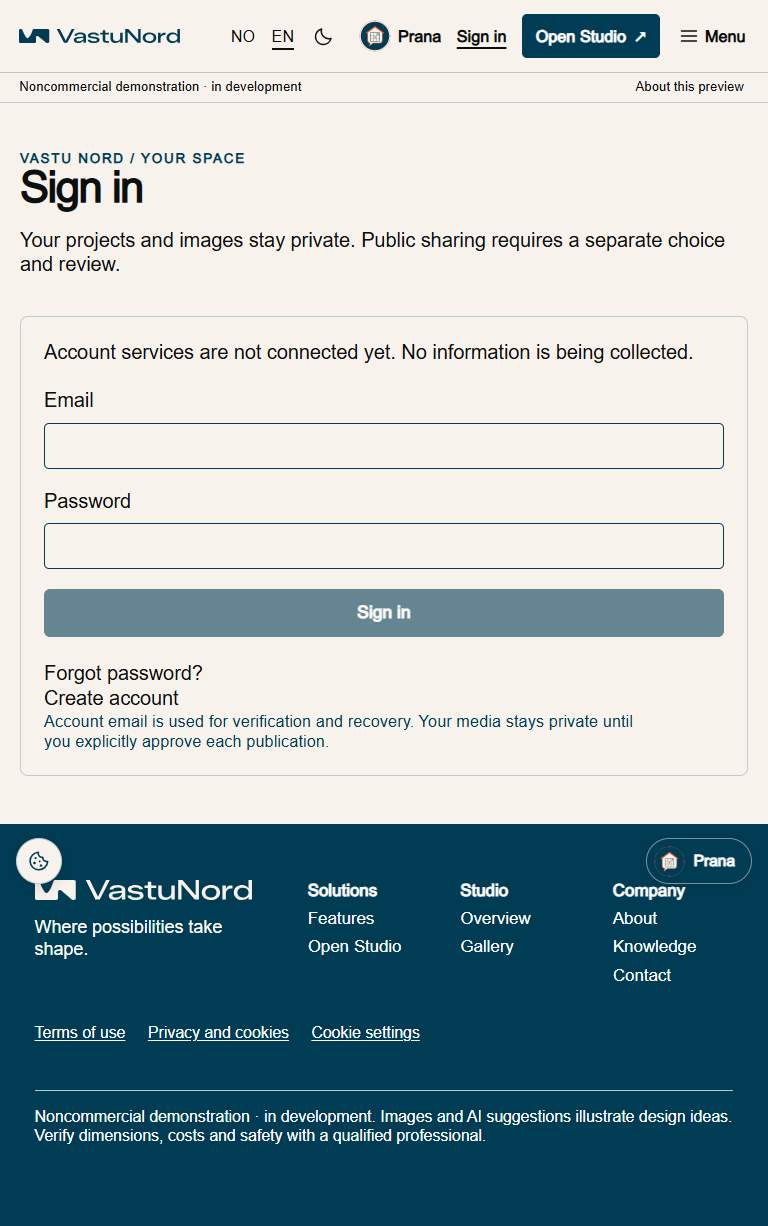 VastuNord
NO EN Prana Sign in Open Studio ↗ Menu
Noncommercial demonstration · in development About this preview
VASTU NORD / YOUR SPACE
Sign in
Your projects and images stay private. Public sharing requires a separate choice
and review.
Account services are not connected yet. No information is being collected.
Email
Password
Sign in
Forgot password?
Create account
Account email is used for verification and recovery. Your media stays private until
you explicitly approve each publication.
Prana
VastuNord
Where possibilities take
shape.
Solutions
Features
Open Studio
Studio
Overview
Gallery
Company
About
Knowledge
Contact
Terms of use Privacy and cookies Cookie settings
Noncommercial demonstration · in development. Images and AI suggestions illustrate design ideas.
Verify dimensions, costs and safety with a qualified professional.